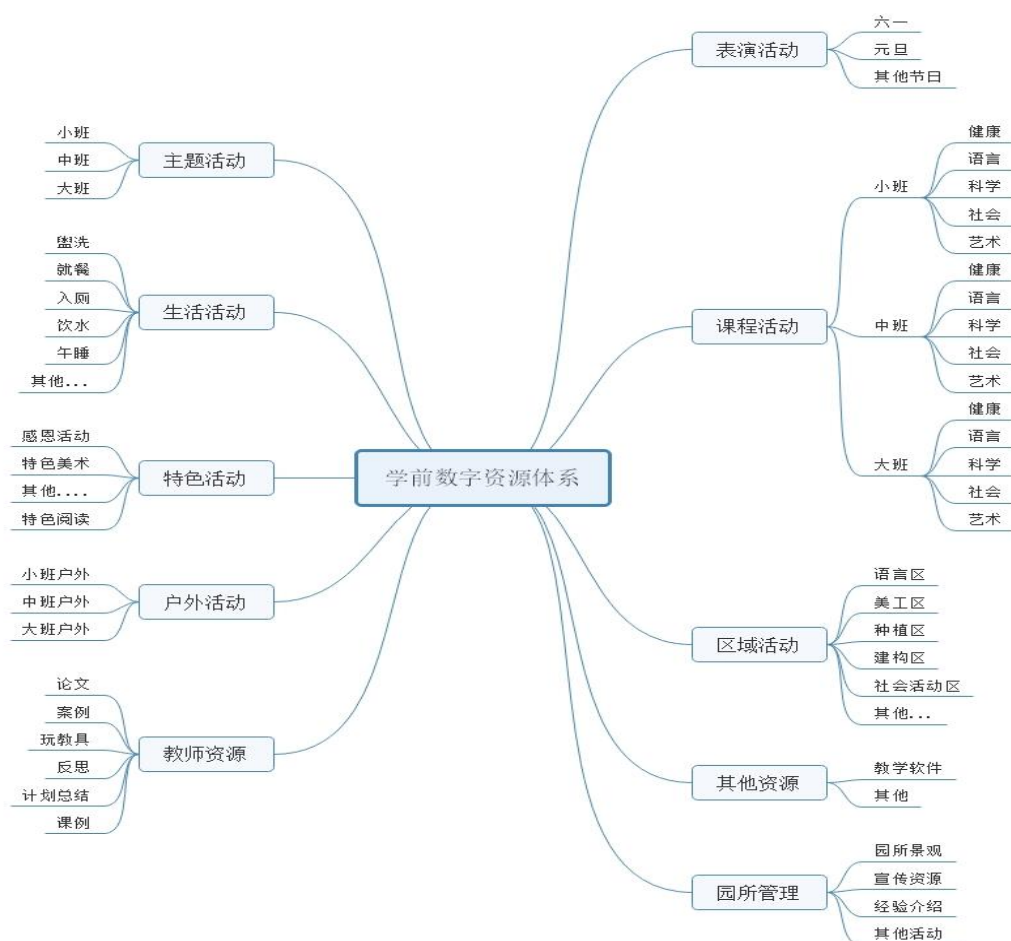 学前数字资源体系
表演活动
六一
元旦
其他节日
课程活动
小班
健康
语言
科学
社会
艺术
中班
健康
语言
科学
社会
艺术
大班
健康
语言
科学
社会
艺术
区域活动
语言区
美工区
种植区
建构区
社会活动区
其他...
其他资源
教学软件
其他
园所管理
园所景观
宣传资源
经验介绍
其他活动
主题活动
小班
中班
大班
生活活动
盥洗
就餐
入厕
饮水
午睡
其他...
特色活动
感恩活动
特色美术
其他....
特色阅读
户外活动
小班户外
中班户外
大班户外
教师资源
论文
案例
玩教具
反思
计划总结
课例